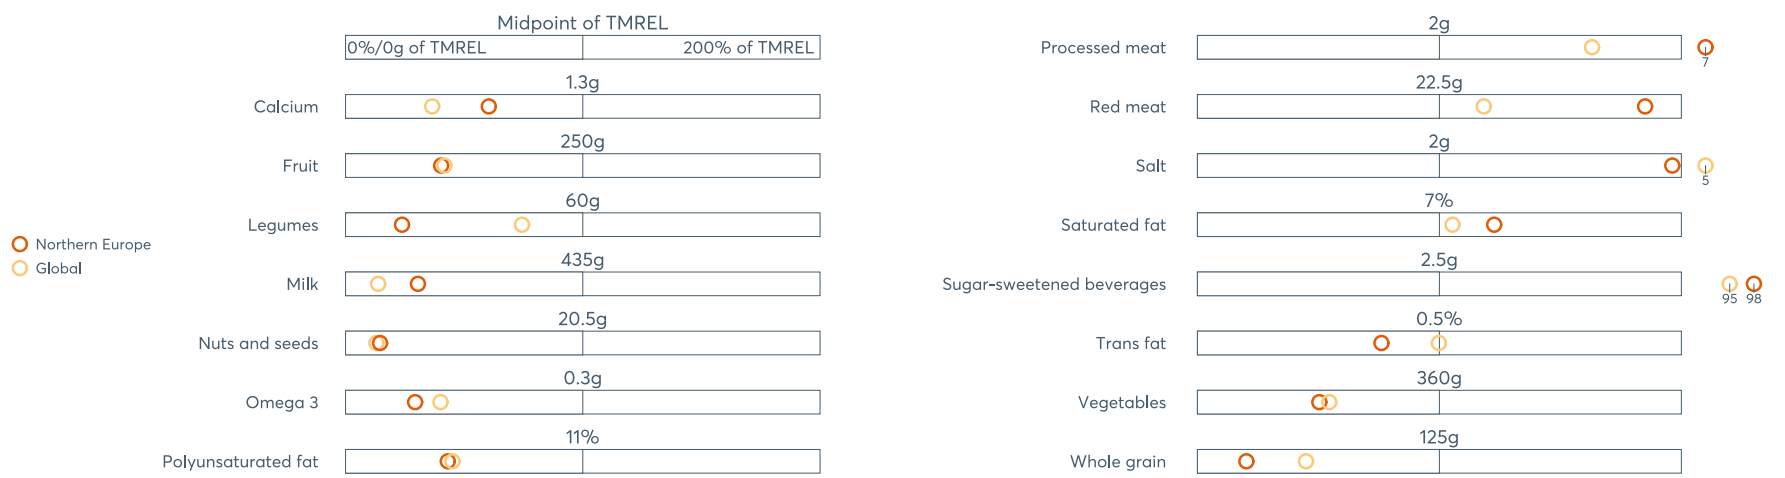 Midpoint of TMREL
0%/0g of TMREL 200% of TMREL
1.3g
Calcium
250g
Fruit
60g
Legumes
Northern Europe
Global
435g
Milk
20.5g
Nuts and seeds
0.3g
Omega 3
11%
Polyunsaturated fat
2g
Processed meat
7
22.5g
Red meat
2g
Salt
5
7%
Saturated fat
2.5g
Sugar-sweetened beverages
95 98
0.5%
Trans fat
360g
Vegetables
125g
Whole grain